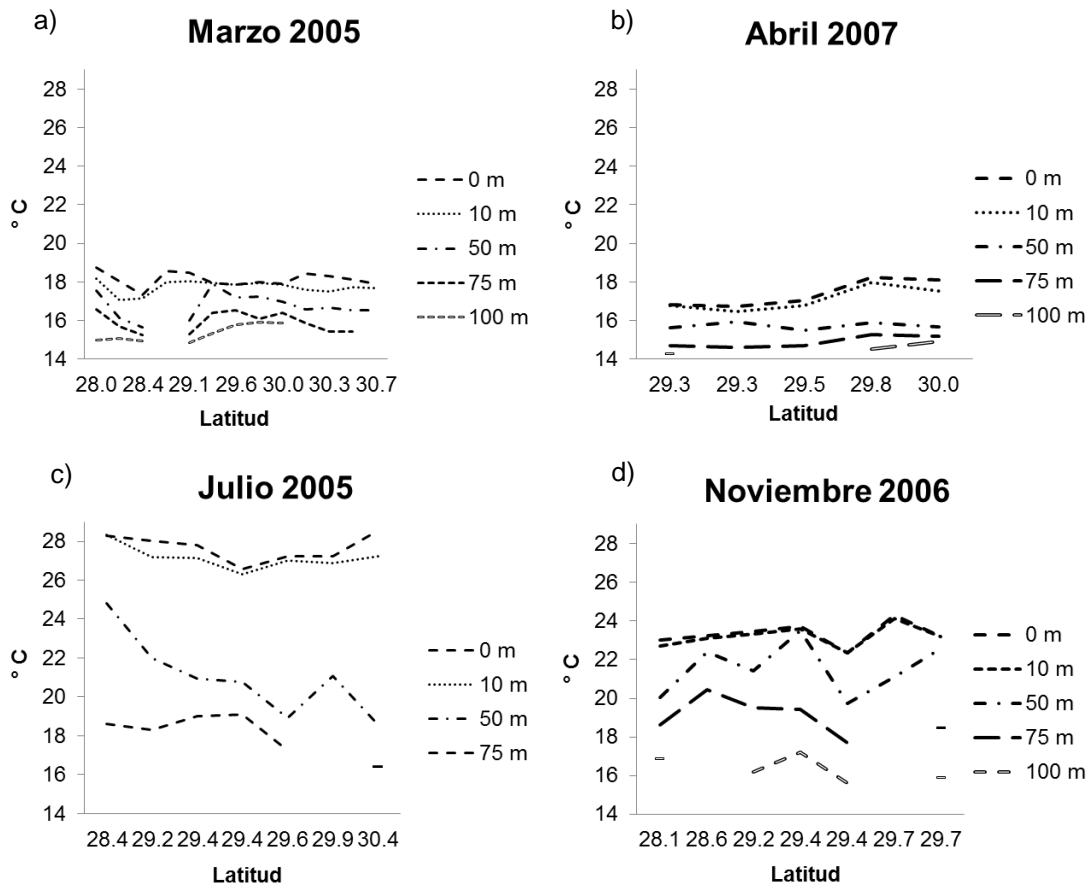 a)
Marzo 2005
28
26
24
22
20
18
16
14
° C
28.0 28.4 29.1 29.6 30.0 30.3 30.7
Latitud
0 m
10 m
50 m
75 m
100 m
b)
Abril 2007
28
26
24
22
20
18
16
14
° C
29.3 29.3 29.5 29.8 30.0
Latitud
0 m
10 m
50 m
75 m
100 m
c)
Julio 2005
28
26
24
22
20
18
16
14
° C
28.4 29.2 29.4 29.4 29.6 29.9 30.4
Latitud
0 m
10 m
50 m
75 m
d)
Noviembre 2006
28
26
24
22
20
18
16
14
° C
28.1 28.6 29.2 29.4 29.4 29.7 29.7
Latitud
0 m
10 m
50 m
75 m
100 m